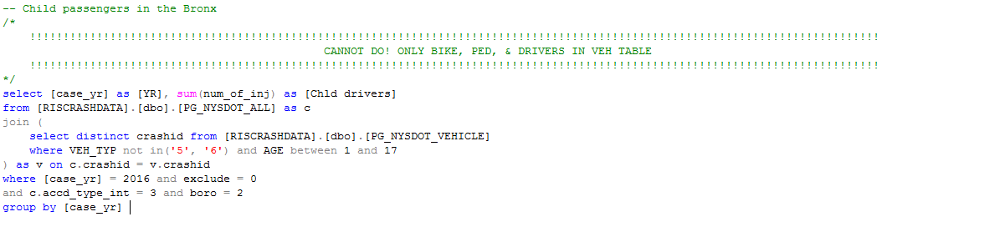 -- Child passengers in the Bronx
/*
!!!!!!!!!!!!!!!!!!!!!!!!!!!!!!!!!!!!!!!!!!!!!!!!!!!!!!!!!!!!!!!!!!!!!!!!!!!!!!!!!!!!!!!!!!!!!!!!!!!!!!!!!!!!!!!!!!!!!!!!!!!!!!!
CANNOT DO! ONLY BIKE, PED, & DRIVERS IN VEH TABLE
!!!!!!!!!!!!!!!!!!!!!!!!!!!!!!!!!!!!!!!!!!!!!!!!!!!!!!!!!!!!!!!!!!!!!!!!!!!!!!!!!!!!!!!!!!!!!!!!!!!!!!!!!!!!!!!!!!!!!!!!!!!!!!!
*/
select [case_yr] as [YR], sum(num_of_inj) as [Chld drivers]
from [RISCRASHDATA].[dbo].[PG_NYSDOT_ALL] as c
join (
select distinct crashid from [RISCRASHDATA].[dbo].[PG_NYSDOT_VEHICLE]
where VEH_TYP not in('5', '6') and AGE between 1 and 17
) as v on c.crashid = v.crashid
where [case_yr] = 2016 and exclude = 0
and c.accd_type_int = 3 and boro = 2
group by [case_yr]